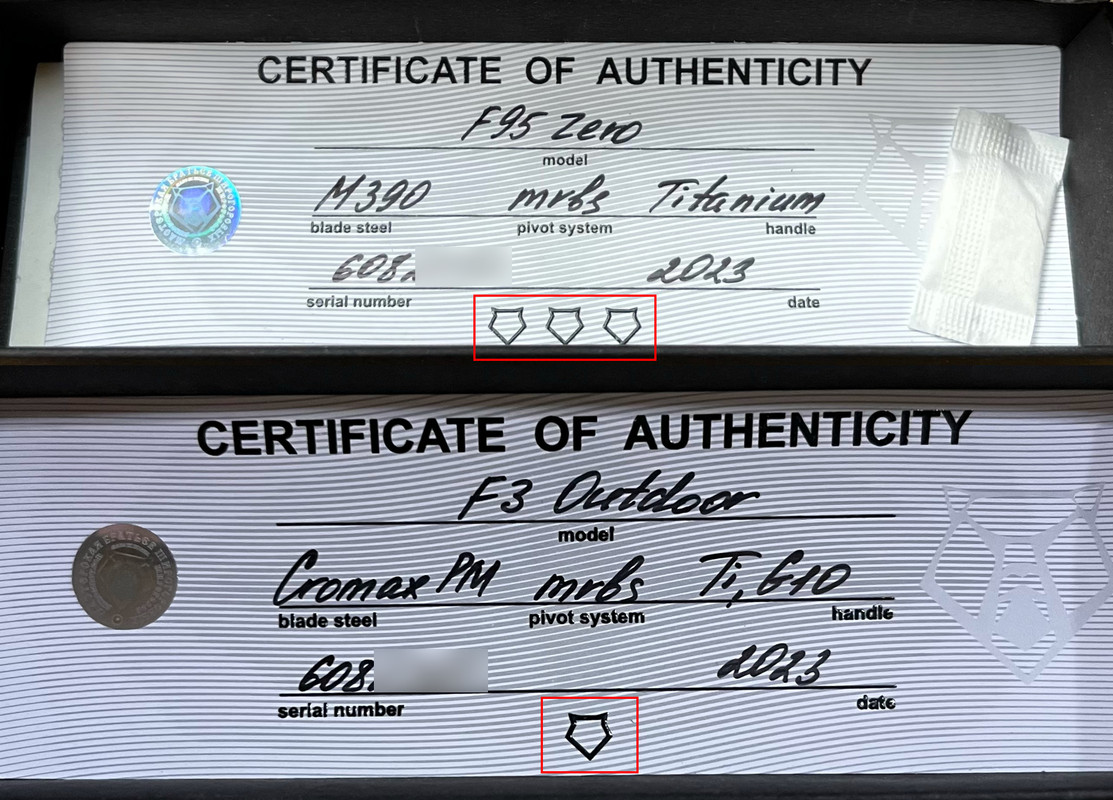 CERTIFICATE OF AUTHENTICITY
F95 Zero
model
M390 mrbs Titanium
blade steel pivot system handle
608. 2023
serial number date
CERTIFICATE OF AUTHENTICITY
F3 Outdoor
model
Cromax PM mrbs Ti, G10
blade steel pivot system handle
608. 2023
serial number date